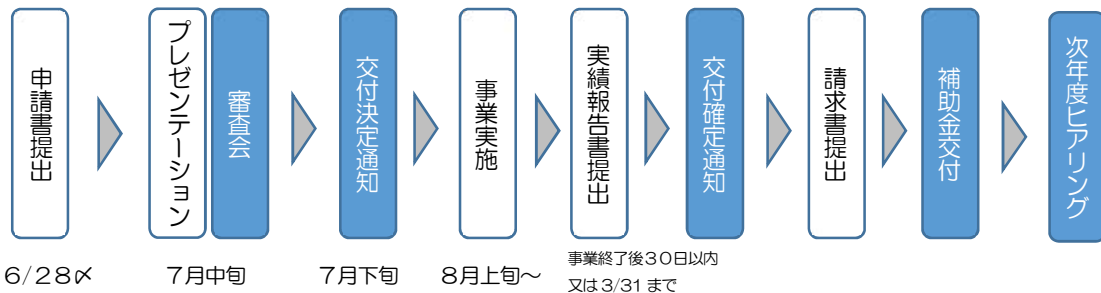 申請書提出
プレゼンテーション
審査会
交付決定通知
事業実施
実績報告書提出
交付確定通知
請求書提出
補助金交付
次年度ヒアリング
6/28〆
7月中旬
7月下旬
8月上旬～
事業終了後30日以内
又は3/31まで